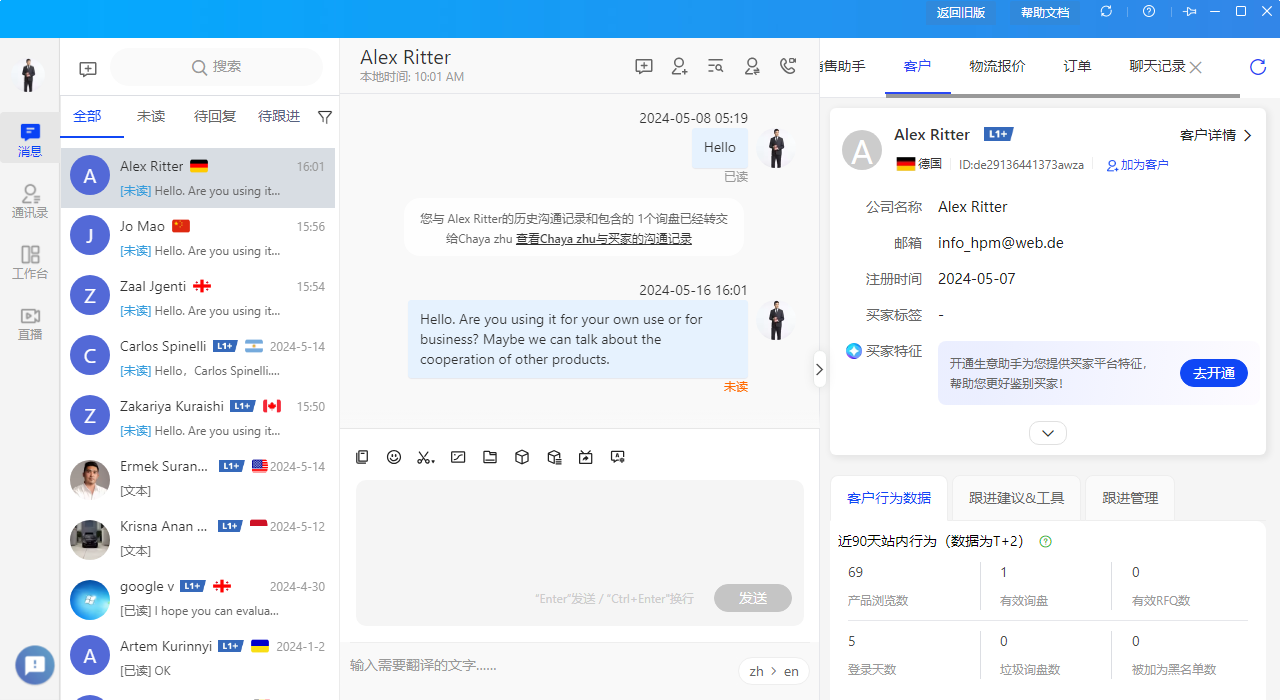 返回旧版
帮助文档
搜索
全部 未读 待回复 待跟进
消息
通讯录
工作台
直播
A Alex Ritter 16:01
[未读] Hello. Are you using it...
J Jo Mao 15:56
[未读] Hello. Are you using it...
Z Zaal Jgenti 15:54
[未读] Hello. Are you using it...
C Carlos Spinelli L1+ 2024-5-14
[未读] Hello，Carlos Spinelli....
Z Zakariya Kuraishi L1+ 15:50
[未读] Hello. Are you using it...
Ermek Suran... L1+ 2024-5-14
[文本]
Krisna Anan ... L1+ 2024-5-12
[文本]
google v L1+ 2024-4-30
[已读] I hope you can evalua...
A Artem Kurinnyi L1+ 2024-1-2
[已读] OK
Alex Ritter
本地时间: 10:01 AM
2024-05-08 05:19
Hello
已读
您与 Alex Ritter的历史沟通记录和包含的 1个询盘已经转交
给Chaya zhu 查看Chaya zhu与买家的沟通记录
2024-05-16 16:01
Hello. Are you using it for your own use or for
business? Maybe we can talk about the
cooperation of other products.
未读
"Enter"发送 / "Ctrl+Enter"换行 发送
输入需要翻译的文字......
zh > en
售助手 客户 物流报价 订单 聊天记录
A Alex Ritter L1+ 客户详情
德国 ID:de29136441373awza 加为客户
公司名称 Alex Ritter
邮箱 info_hpm@web.de
注册时间 2024-05-07
买家标签 -
买家特征 开通生意助手为您提供买家平台特征，
帮助您更好鉴别买家！
去开通
客户行为数据 跟进建议&工具 跟进管理
近90天站内行为（数据为T+2）
69 1 0
产品浏览数 有效询盘 有效RFQ数
5 0 0
登录天数 垃圾询盘数 被加为黑名单数